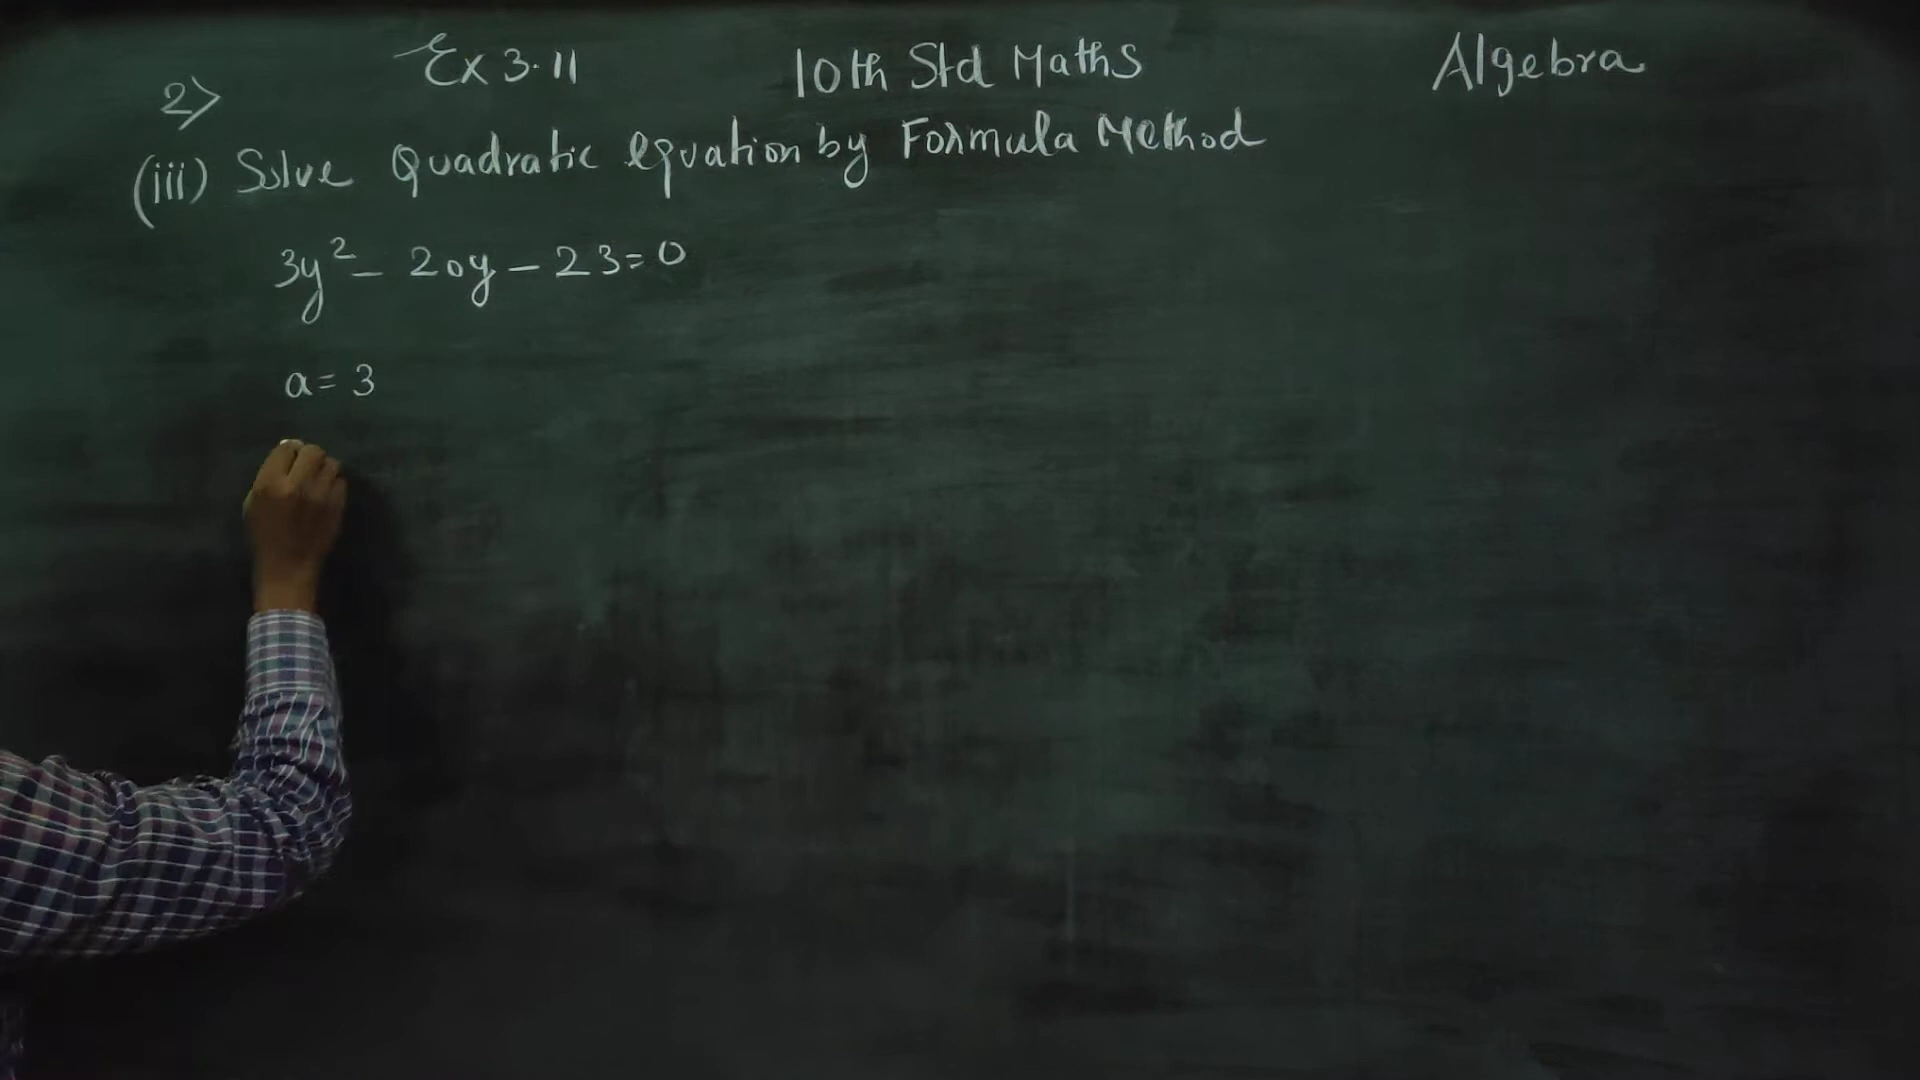 Ex 3.11 10th Std Maths Algebra
2)
(iii) Solve Quadratic equation by Formula Method
3y² - 20y - 23 = 0
a = 3